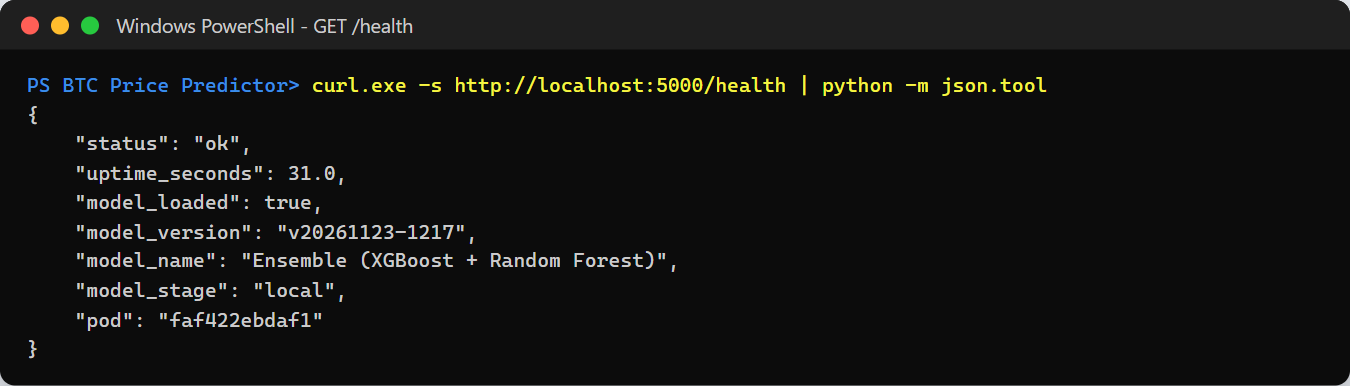 Windows PowerShell - GET /health
PS BTC Price Predictor> curl.exe -s http://localhost:5000/health | python -m json.tool
{
    "status": "ok",
    "uptime_seconds": 31.0,
    "model_loaded": true,
    "model_version": "v20261123-1217",
    "model_name": "Ensemble (XGBoost + Random Forest)",
    "model_stage": "local",
    "pod": "faf422ebdaf1"
}